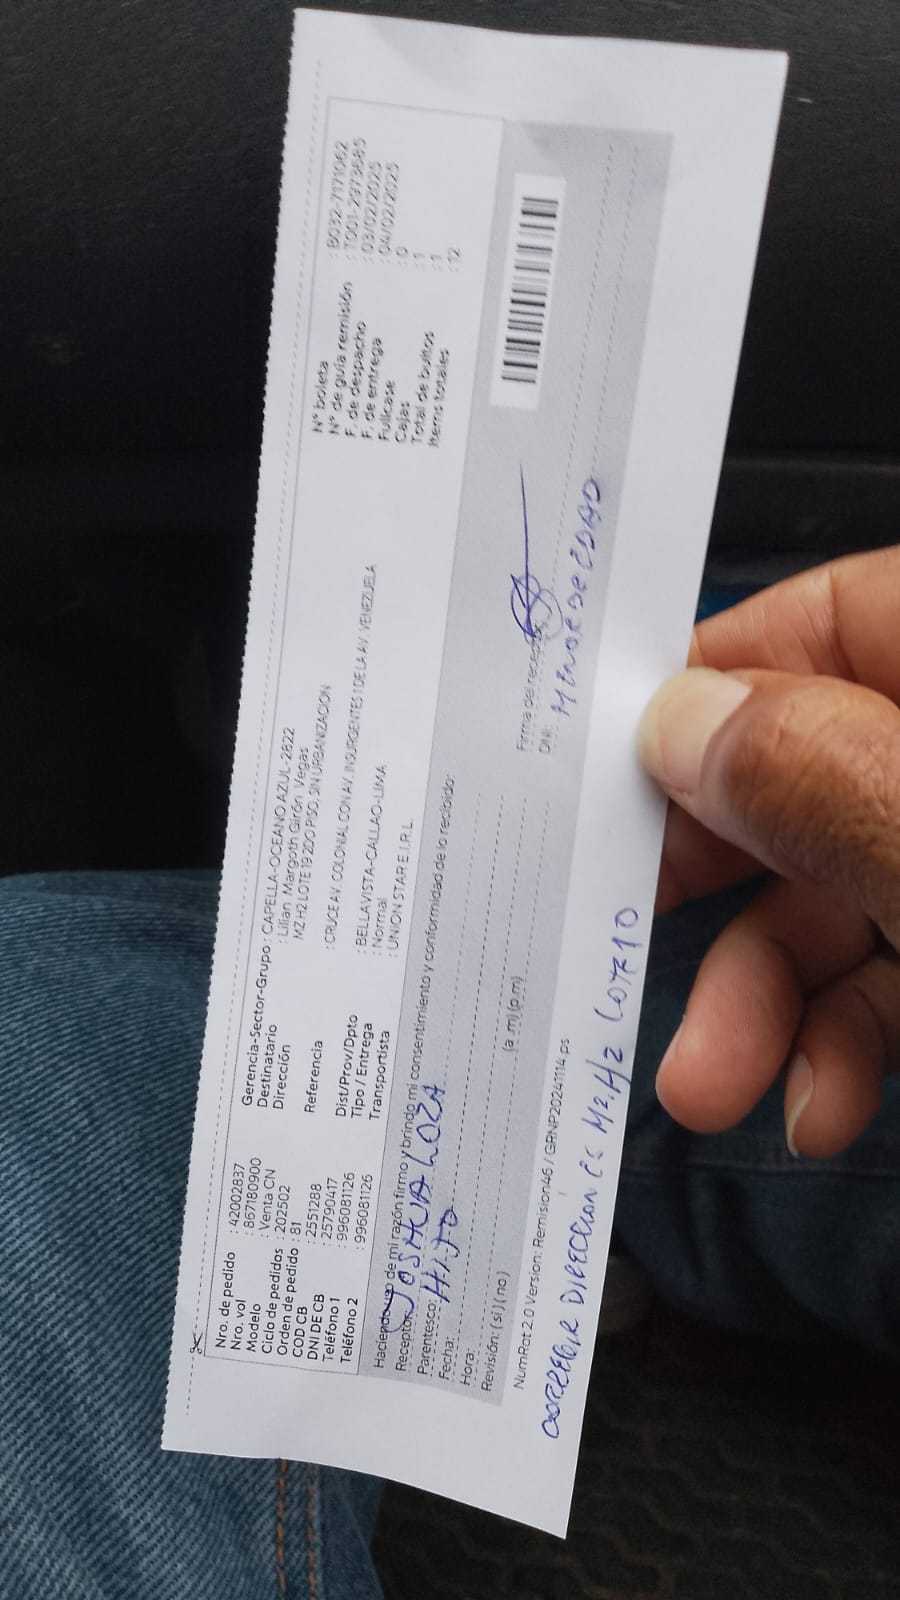 Nro. de pedido : 42002837
Nro. vol : 867180900
Modelo : Venta CN
Ciclo de pedidos : 202502
Orden de pedido : 81
COD CB : 2551288
DNI DE CB : 25790417
Teléfono 1 : 996081126
Teléfono 2 : 996081126
Gerencia-Sector-Grupo : CAPELLA-OCEANO AZUL-2822
Destinatario : Lilian Margoth Girón Vegas
Dirección MZ H2 LOTE 19 2DO PISO, SIN URBANIZACION
Referencia : CRUCE AV. COLONIAL CON AV. INSURGENTES 1 DE LA AV. VENEZUELA
Dist/Prov/Dpto : BELLAVISTA-CALLAO-LIMA
Tipo / Entrega : Normal
Transportista : UNION STAR E.I.R.L
N° boleta : B032-7171062
N° de guía remisión : T001-2973685
F. de despacho : 03/02/2025
F. de entrega : 04/02/2025
Fullcase : 0
Cajas : 1
Total de bultos : 1
Items totales : 12
Haciendo uso de mi razón firmo y brindo mi consentimiento y conformidad de lo recibido:
Receptor: JOSHUA LOZA
Parentesco: HIJO
Fecha:
Hora: (a.m) (p.m)
Revisión: (si) (no)
Firma del receptor
DNI: MENOR DE EDAD
NumRot 2.0 Version: Remision46 / GRNP20241114.ps
CORREGIR DIRECCION ES MZ. H2 LOTE 10